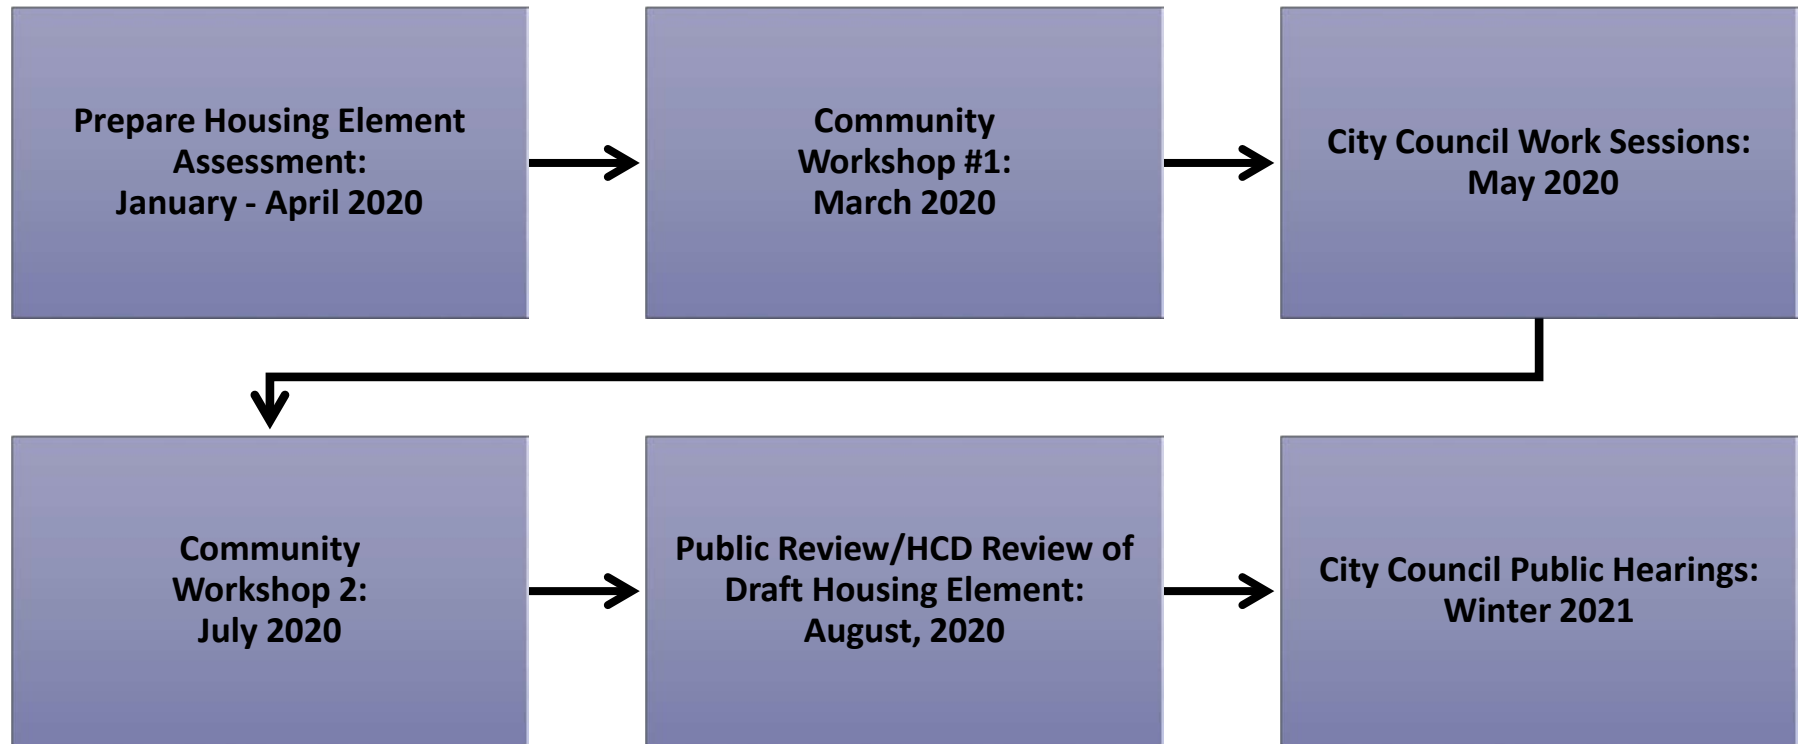 Prepare Housing Element
Assessment:
January - April 2020
Community
Workshop #1:
March 2020
City Council Work Sessions:
May 2020
Community
Workshop 2:
July 2020
Public Review/HCD Review of
Draft Housing Element:
August, 2020
City Council Public Hearings:
Winter 2021